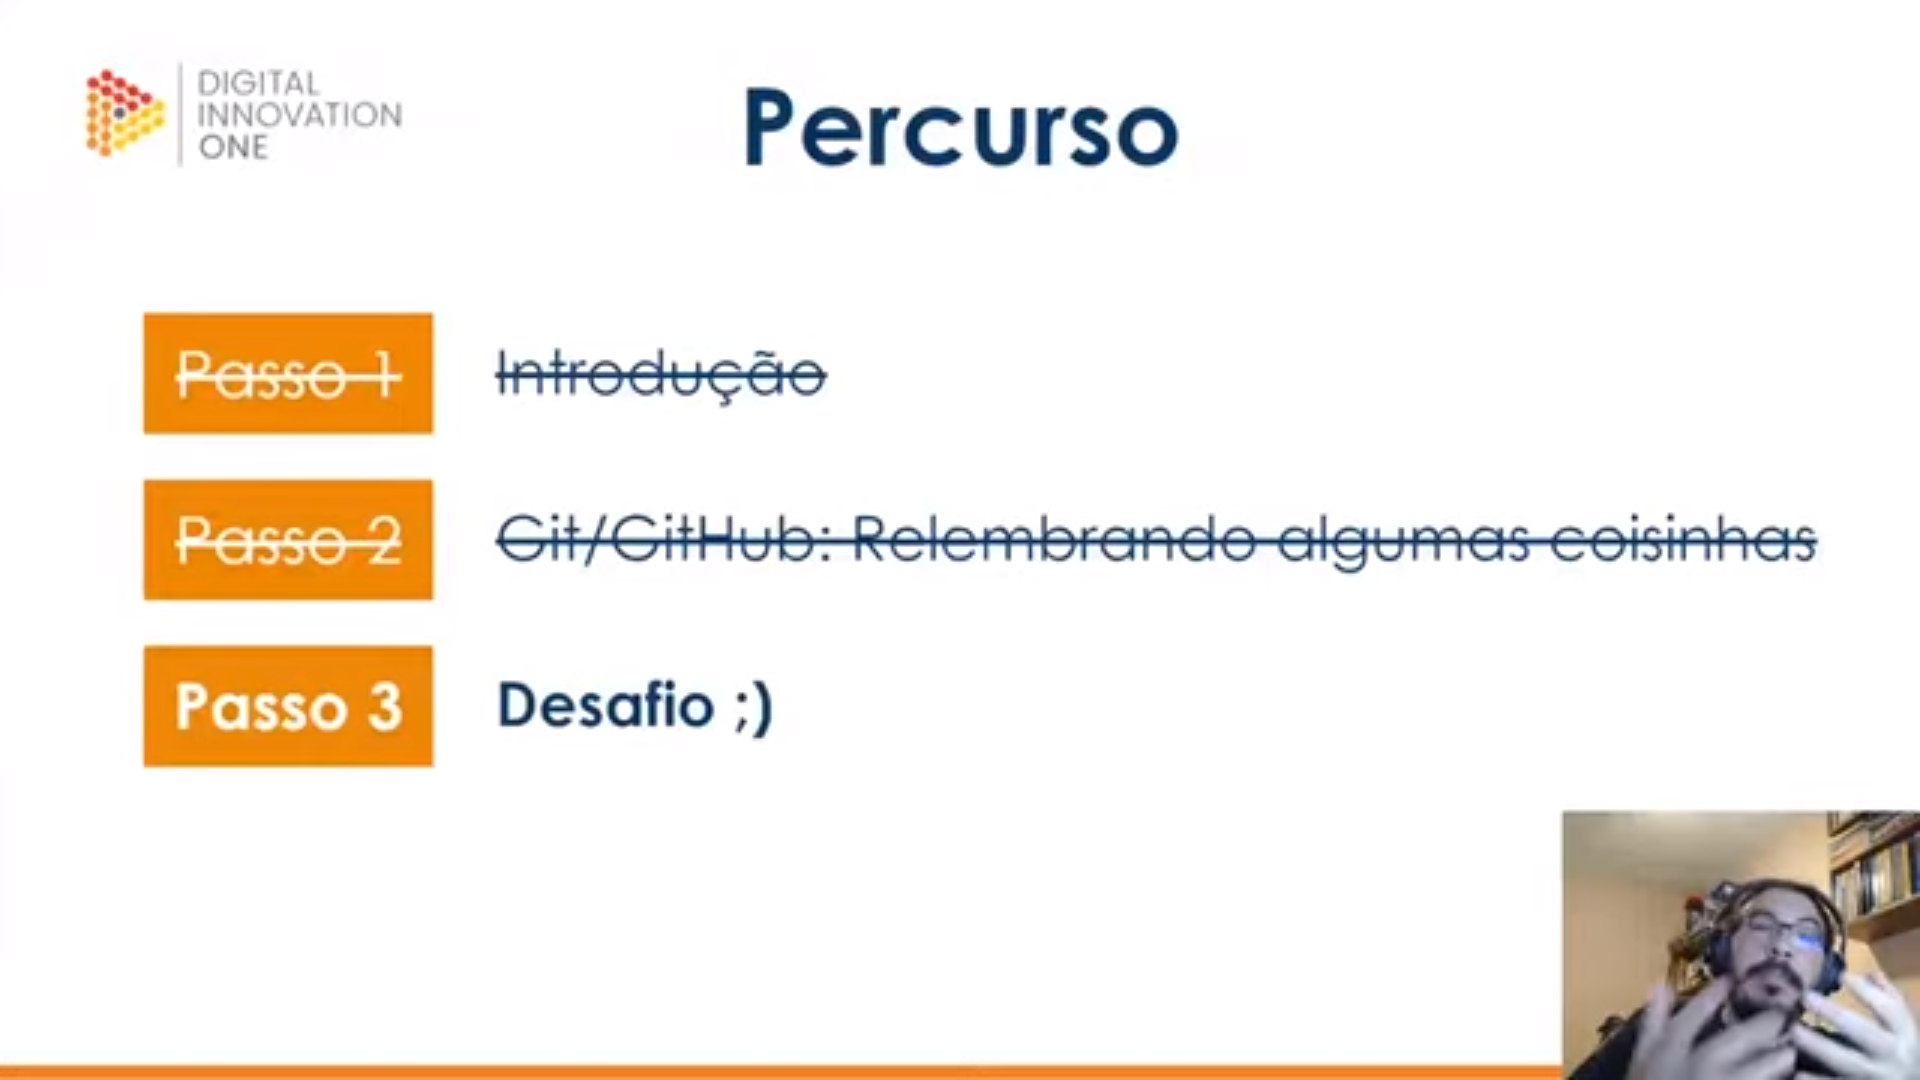 DIGITAL
INNOVATION
ONE
Percurso
Passo 1 Introdução
Passo 2 Git/GitHub: Relembrando algumas coisinhas
Passo 3 Desafio ;)